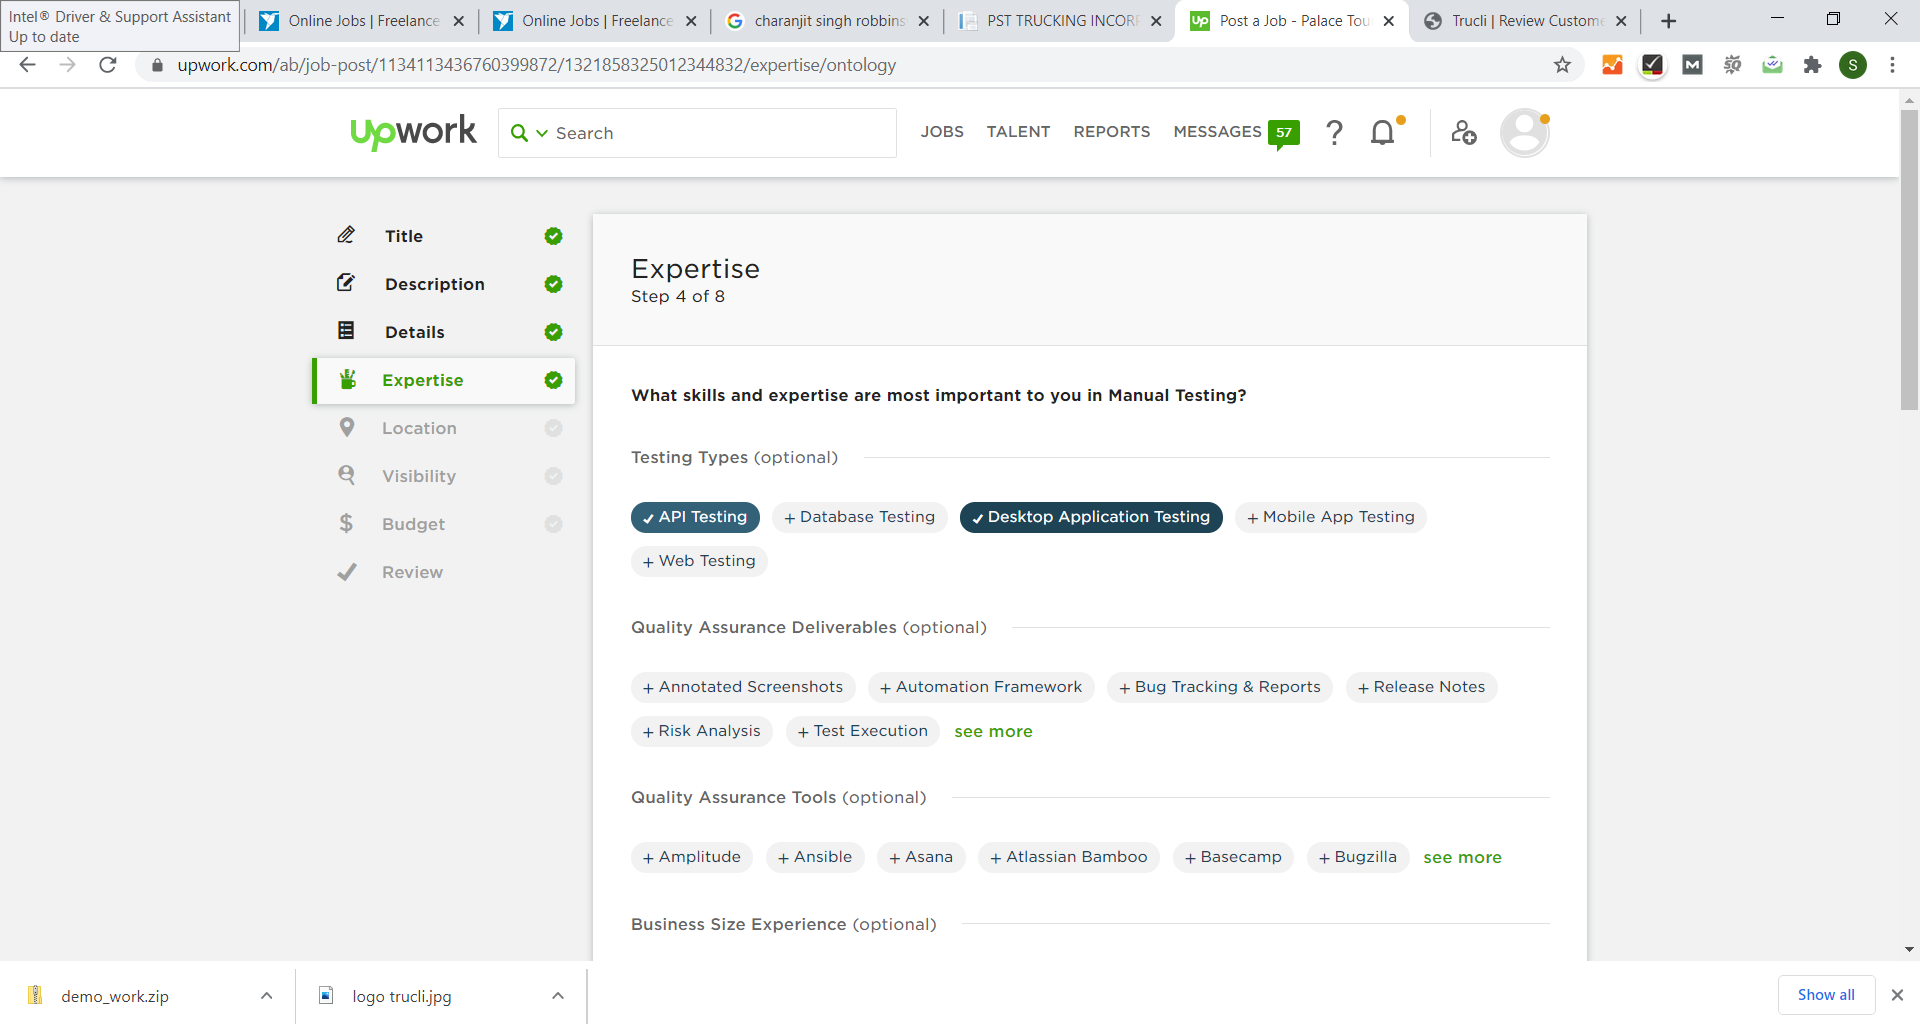 Intel® Driver & Support Assistant
Up to date
Online Jobs | Freelance
Online Jobs | Freelance
charanjit singh robbins
PST TRUCKING INCORP
Up Post a Job - Palace Tou
Trucli | Review Custome
upwork.com/ab/job-post/1134113436760399872/1321858325012344832/expertise/ontology
S
upwork
Search
JOBS
TALENT
REPORTS
MESSAGES 57
Title
Description
Details
Expertise
Location
Visibility
Budget
Review
Expertise
Step 4 of 8
What skills and expertise are most important to you in Manual Testing?
Testing Types (optional)
API Testing + Database Testing Desktop Application Testing + Mobile App Testing
+ Web Testing
Quality Assurance Deliverables (optional)
+ Annotated Screenshots + Automation Framework + Bug Tracking & Reports + Release Notes
+ Risk Analysis + Test Execution see more
Quality Assurance Tools (optional)
+ Amplitude + Ansible + Asana + Atlassian Bamboo + Basecamp + Bugzilla see more
Business Size Experience (optional)
demo_work.zip
logo trucli.jpg
Show all